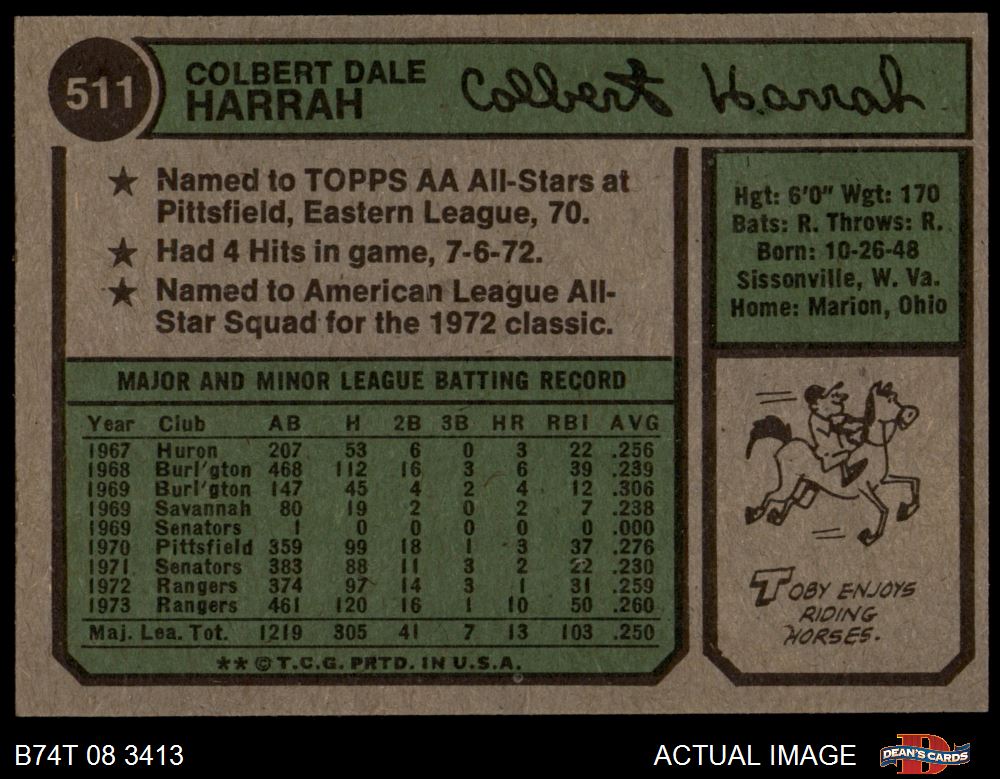 511
COLBERT DALE
HARRAH
Colbert Harrah
★ Named to TOPPS AA All-Stars at
Pittsfield, Eastern League, 70.
★ Had 4 Hits in game, 7-6-72.
★ Named to American League All-
Star Squad for the 1972 classic.
Hgt: 6'0" Wgt: 170
Bats: R. Throws: R.
Born: 10-26-48
Sissonville, W. Va.
Home: Marion, Ohio
MAJOR AND MINOR LEAGUE BATTING RECORD
Year Club AB H 2B 3B HR RBI AVG
1967 Huron 207 53 6 0 3 22 .256
1968 Burl'gton 468 112 16 3 6 39 .239
1969 Burl'gton 147 45 4 2 4 12 .306
1969 Savannah 80 19 2 0 2 7 .238
1969 Senators 1 0 0 0 0 0 .000
1970 Pittsfield 359 99 18 1 3 37 .276
1971 Senators 383 88 11 3 2 22 .230
1972 Rangers 374 97 14 3 1 31 .259
1973 Rangers 461 120 16 1 10 50 .260
Maj. Lea. Tot. 1219 305 41 7 13 103 .250
** © T.C.G. PRTD. IN U.S.A.
TOBY ENJOYS
RIDING
HORSES.
B74T 08 3413
ACTUAL IMAGE
DEAN'S CARDS